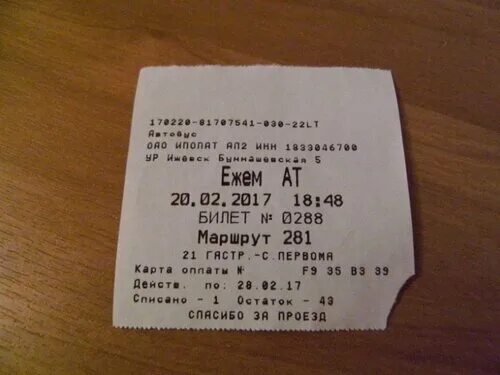 170220-81707541-030-22LT
Автобус
ОАО ИПОПАТ АП2 ИНН 1833046700
УР Ижевск Буммашевская 5
Ежем АТ
20.02.2017 18:48
БИЛЕТ № 0288
Маршрут 281
21 ГАСТР.-С.ПЕРВОМА
Карта оплаты № F9 35 B3 39
Действ. по: 28.02.17
Списано - 1 Остаток - 43
СПАСИБО ЗА ПРОЕЗД